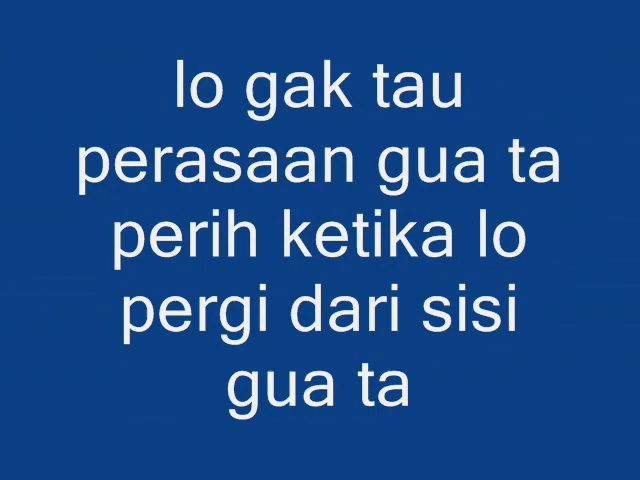 lo gak tau
perasaan gua ta
perih ketika lo
pergi dari sisi
gua ta